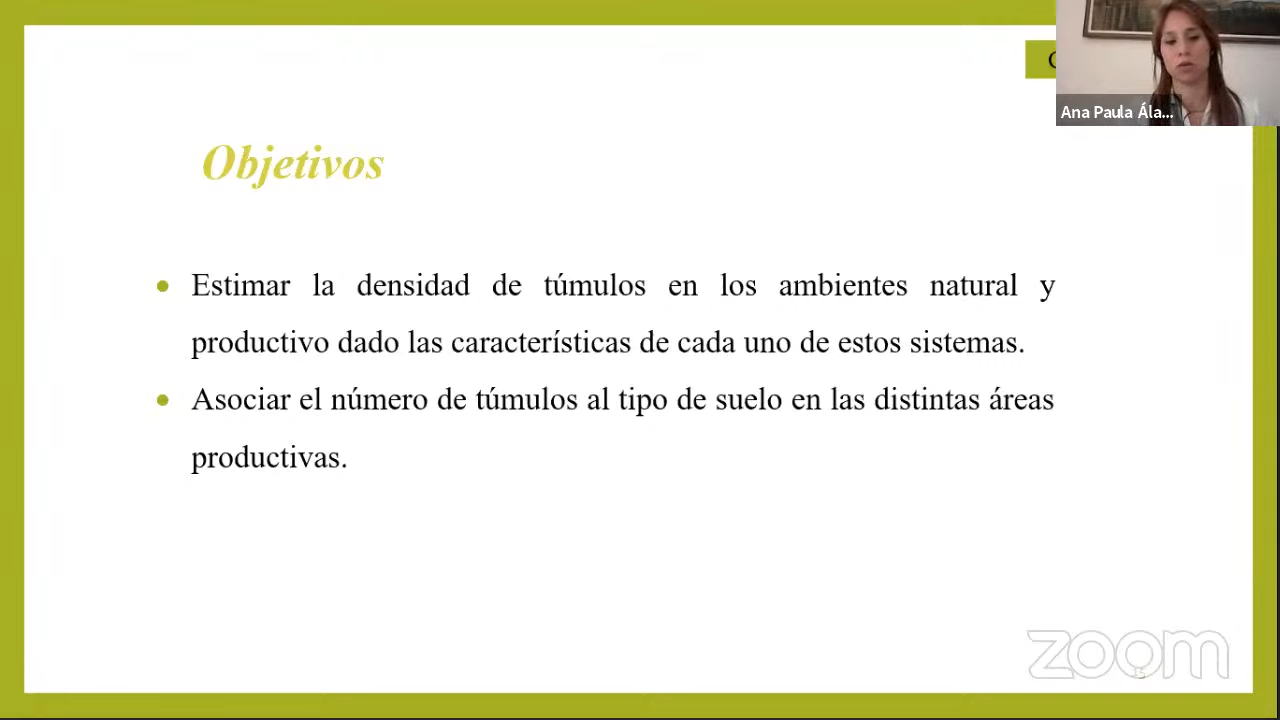 Ana Paula Ála...
Objetivos
• Estimar la densidad de túmulos en los ambientes natural y
productivo dado las características de cada uno de estos sistemas.
• Asociar el número de túmulos al tipo de suelo en las distintas áreas
productivas.
zoom